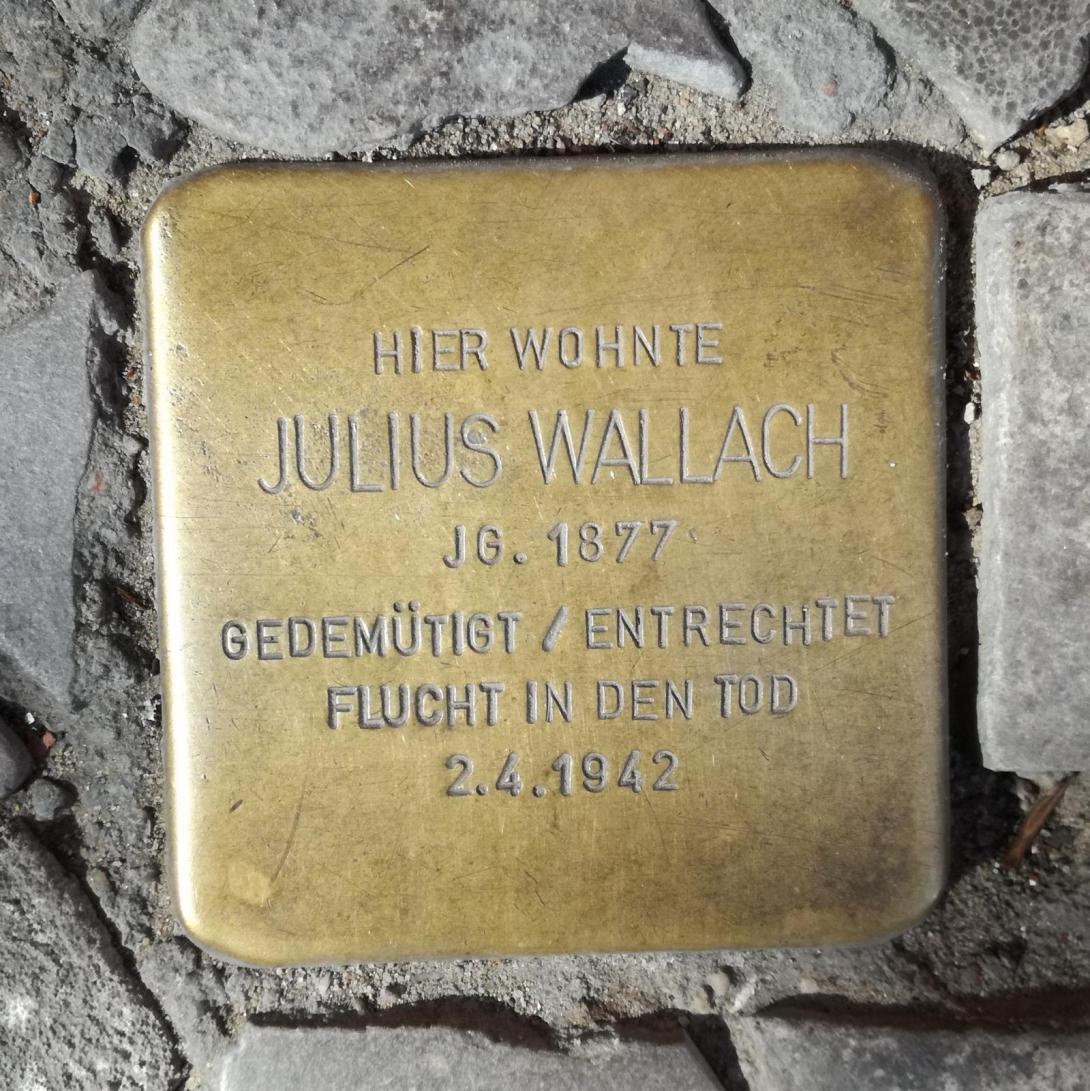 HIER WOHNTE
JULIUS WALLACH
JG. 1877
GEDEMÜTIGT / ENTRECHTET
FLUCHT IN DEN TOD
2.4.1942